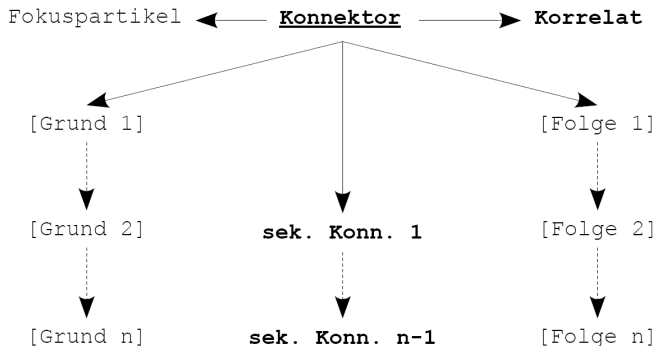 Fokuspartikel Konnektor Korrelat
[Grund 1] [Folge 1]
[Grund 2] sek. Konn. 1 [Folge 2]
[Grund n] sek. Konn. n-1 [Folge n]